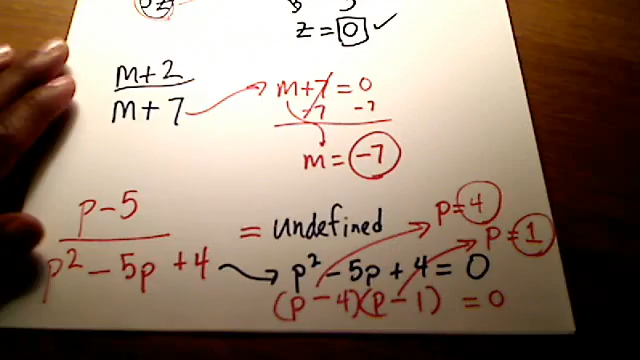 z = 0 ✓
m+2
m+7
m+7 = 0
-7 -7
m = -7
p-5
p² - 5p + 4
= undefined
p = 4
p = 1
p² - 5p + 4 = 0
(p - 4)(p - 1) = 0